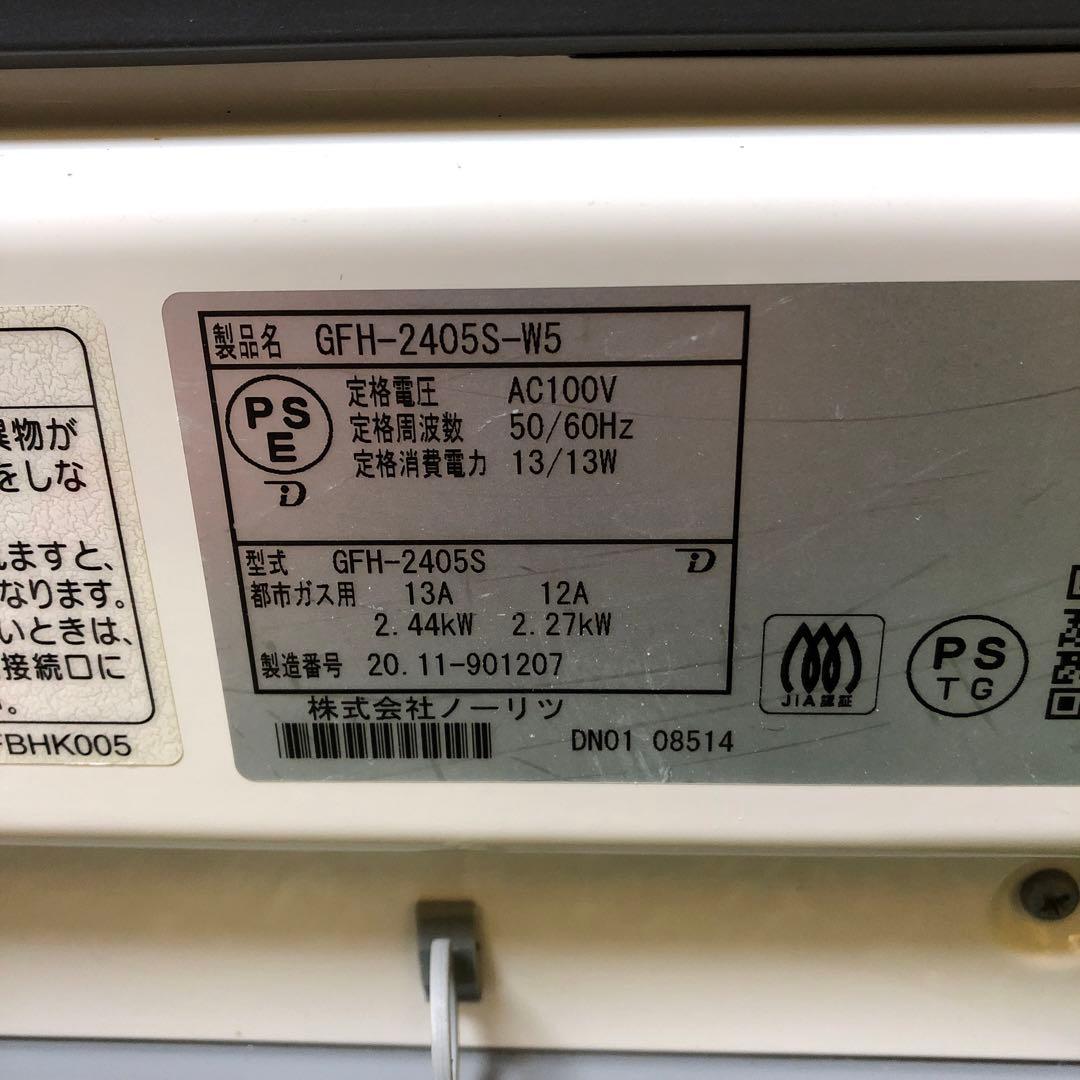 製品名 GFH-2405S-W5
PS
E
定格電圧 AC100V
定格周波数 50/60Hz
定格消費電力 13/13W
型式 GFH-2405S
都市ガス用 13A 12A
2.44kW 2.27kW
製造番号 20.11-901207
株式会社ノーリツ
DN01 08514
JIA認証
PS
TG
異物が
をしな
れますと、
なります。
いときは、
接続口に
い。
FBHK005